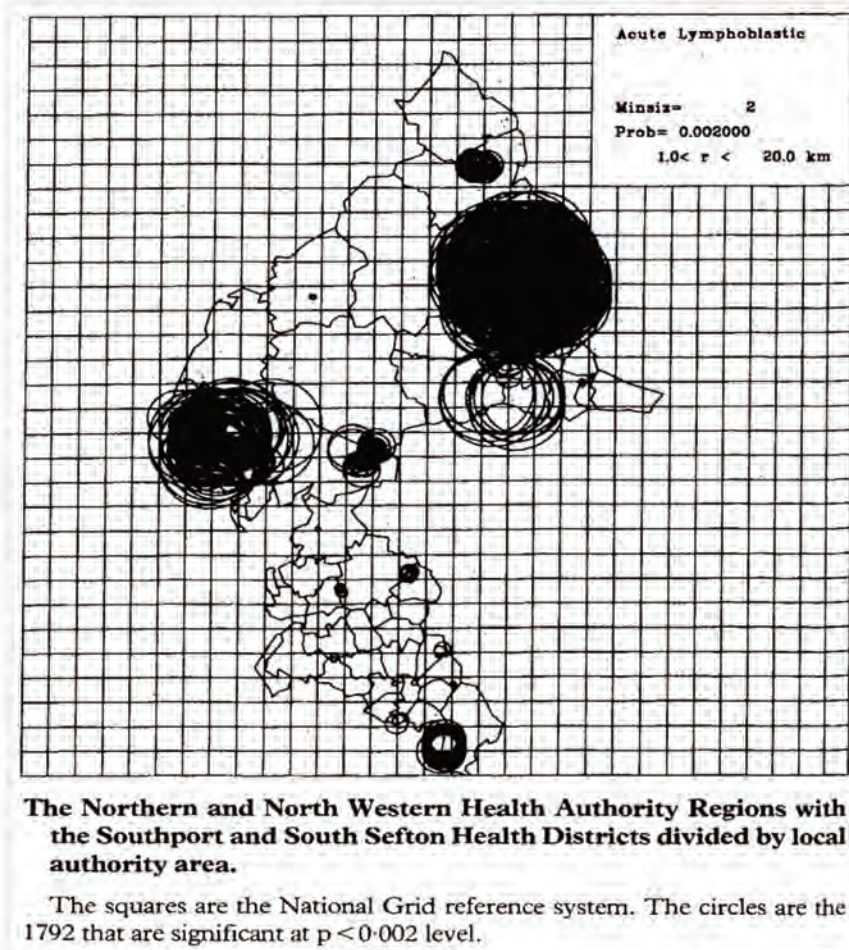 Acute Lymphoblastic
Minsiz= 2
Prob= 0.002000
1.0< r < 20.0 km
The Northern and North Western Health Authority Regions with
the Southport and South Sefton Health Districts divided by local
authority area.
The squares are the National Grid reference system. The circles are the
1792 that are significant at p<0·002 level.